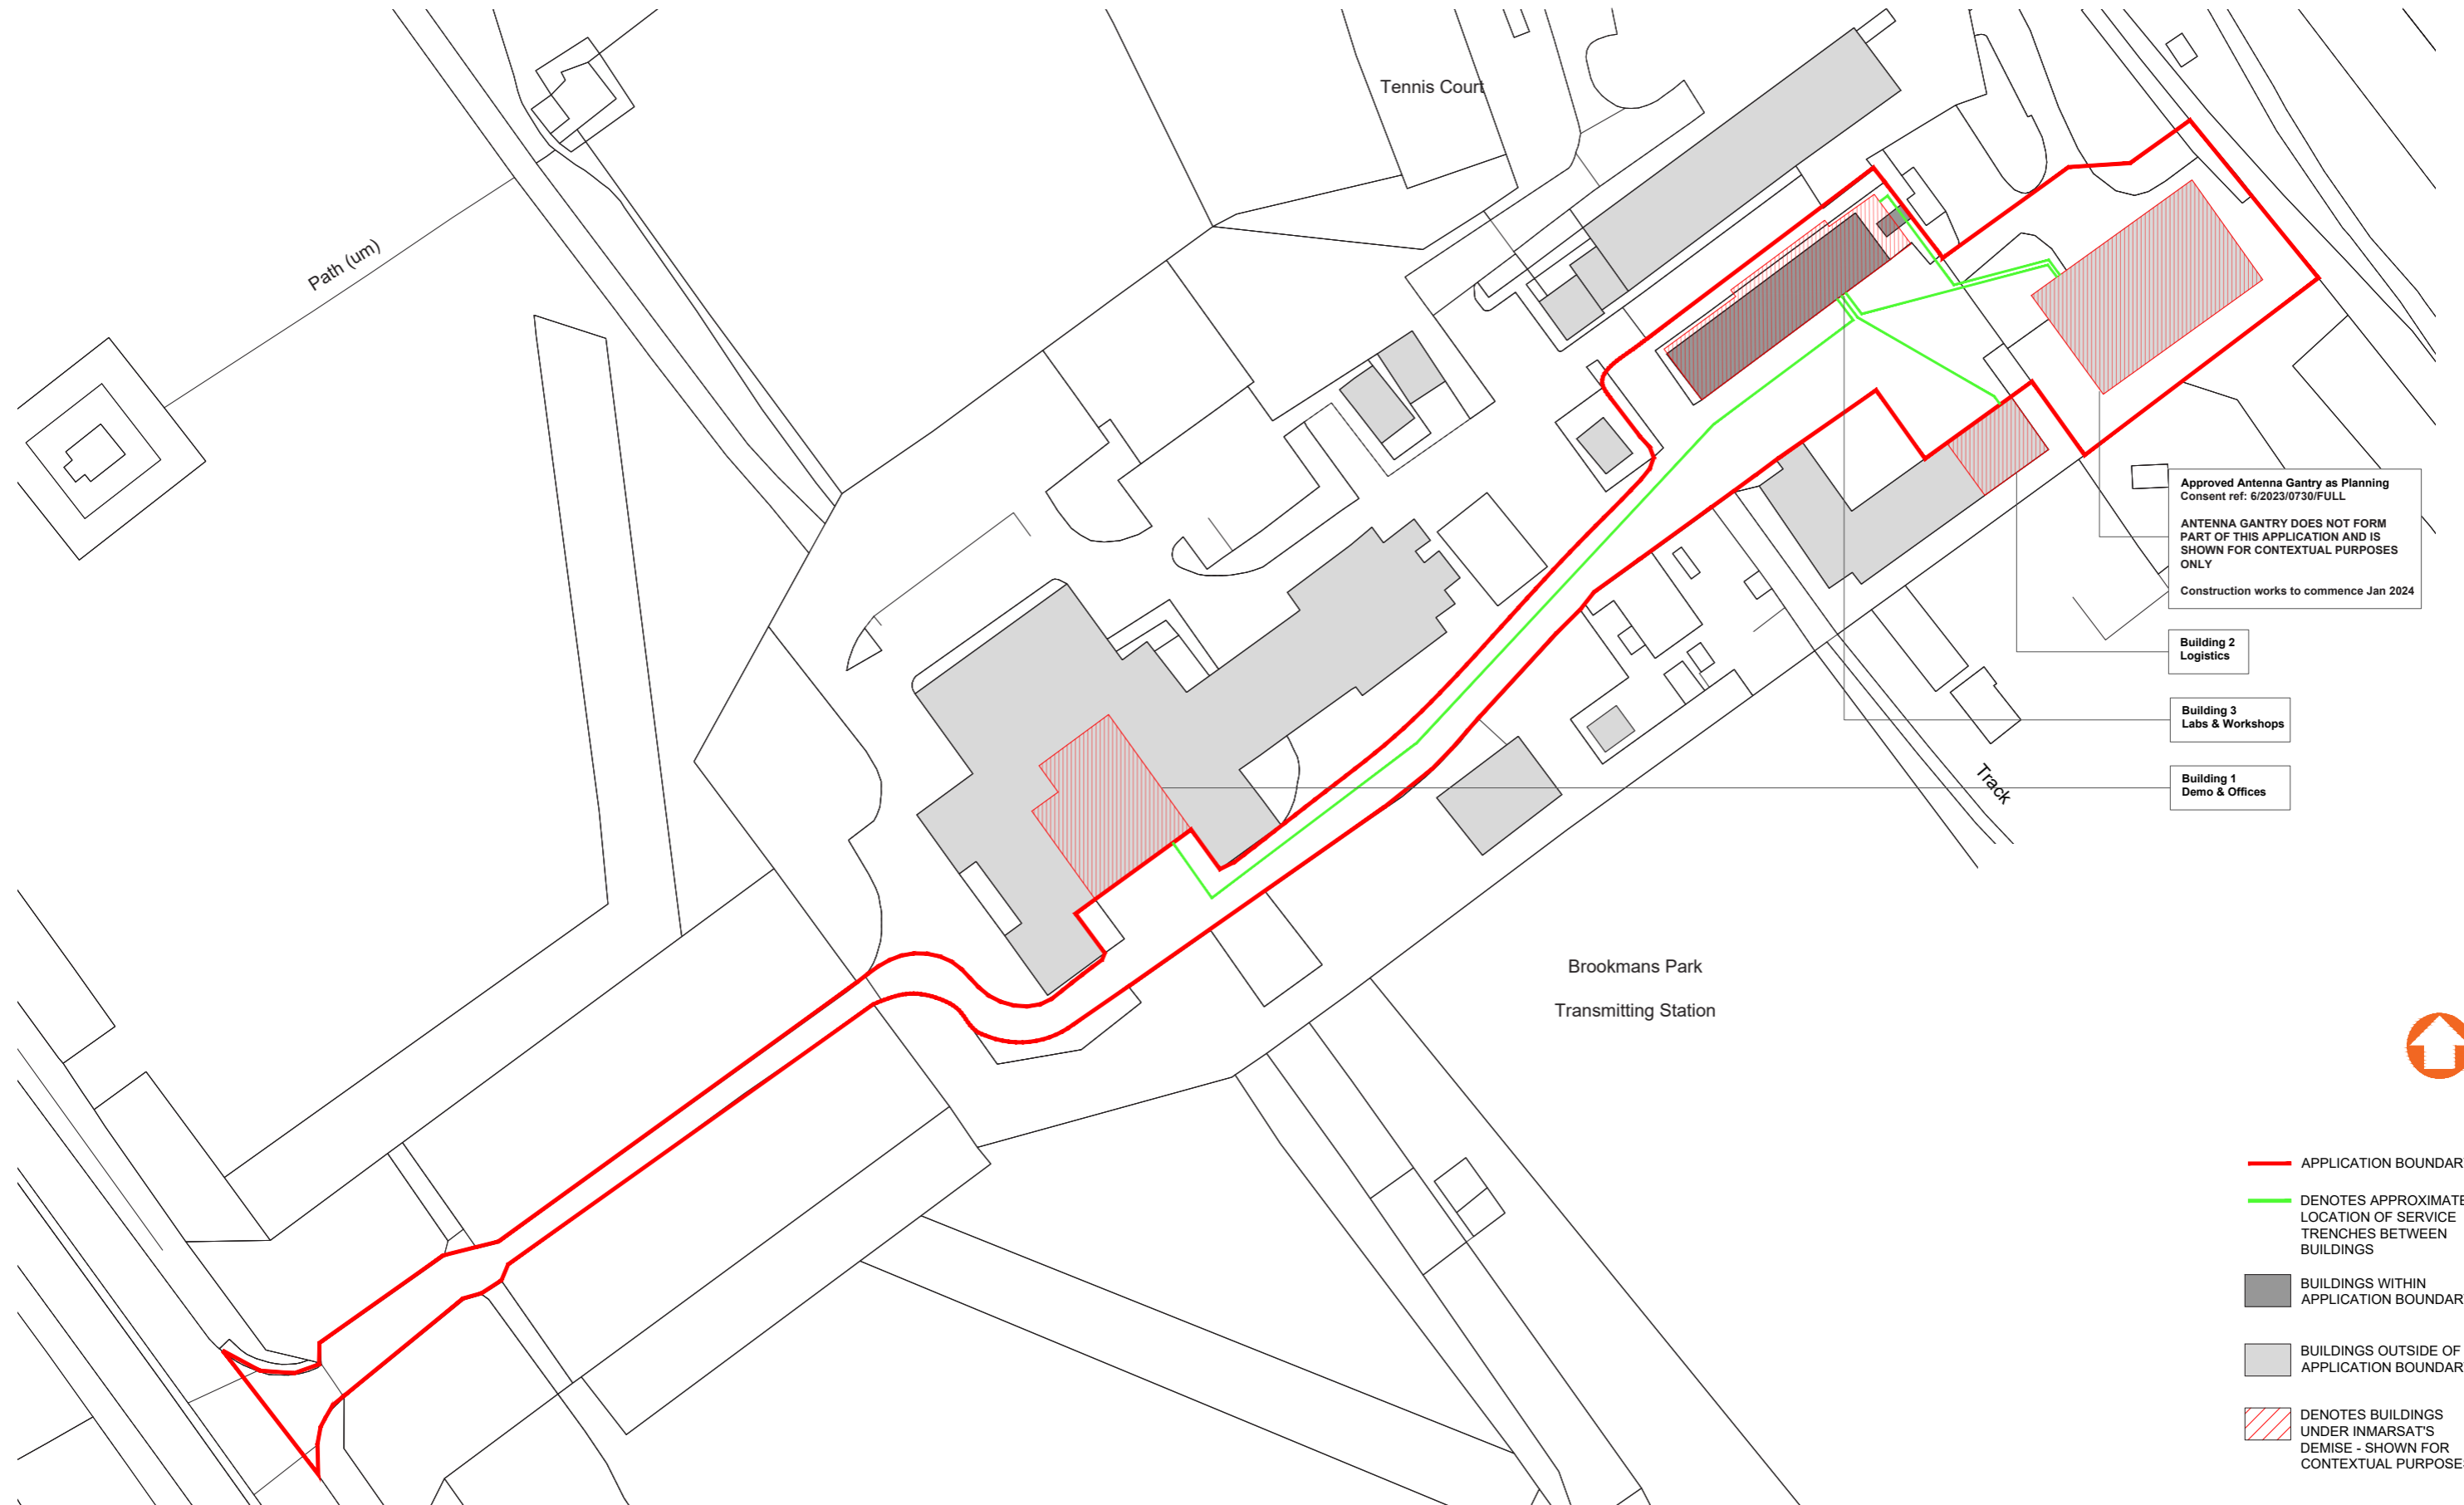 Tennis Court
Path (um)
Approved Antenna Gantry as Planning
Consent ref: 6/2023/0730/FULL
ANTENNA GANTRY DOES NOT FORM
PART OF THIS APPLICATION AND IS
SHOWN FOR CONTEXTUAL PURPOSES
ONLY
Construction works to commence Jan 2024
Building 2
Logistics
Building 3
Labs & Workshops
Building 1
Demo & Offices
Track
Brookmans Park
Transmitting Station
APPLICATION BOUNDAR
DENOTES APPROXIMATE
LOCATION OF SERVICE
TRENCHES BETWEEN
BUILDINGS
BUILDINGS WITHIN
APPLICATION BOUNDAR
BUILDINGS OUTSIDE OF
APPLICATION BOUNDAR
DENOTES BUILDINGS
UNDER INMARSAT'S
DEMISE - SHOWN FOR
CONTEXTUAL PURPOSE